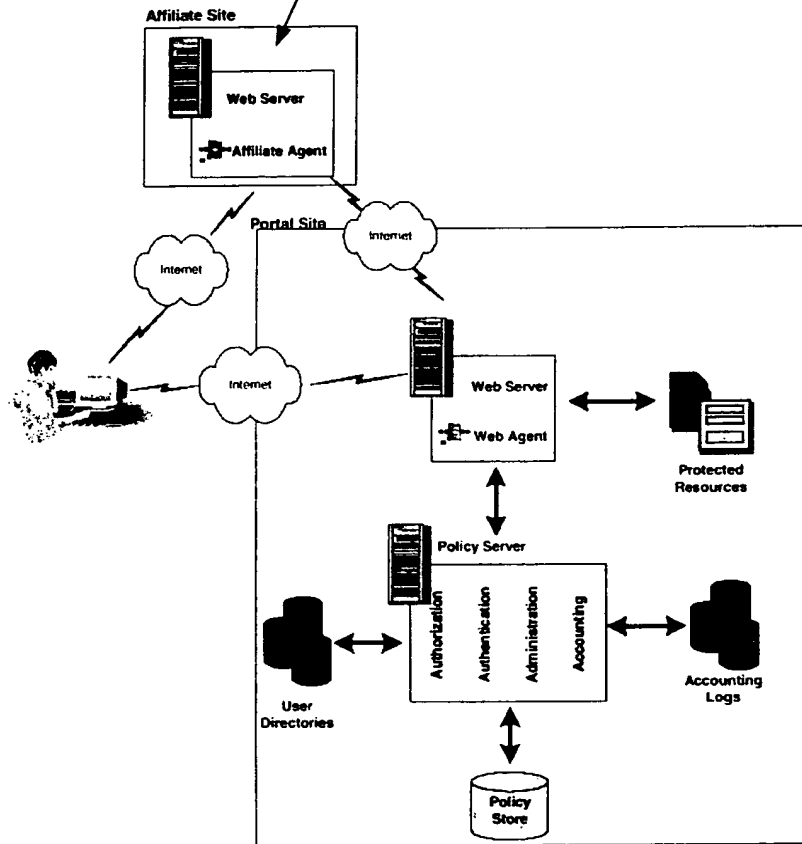 Affiliate Site
Web Server
Affiliate Agent
Portal Site
Internet
Internet
Internet
Web Server
Web Agent
Protected
Resources
Policy Server
Authorization
Authentication
Administration
Accounting
User
Directories
Accounting
Logs
Policy
Store